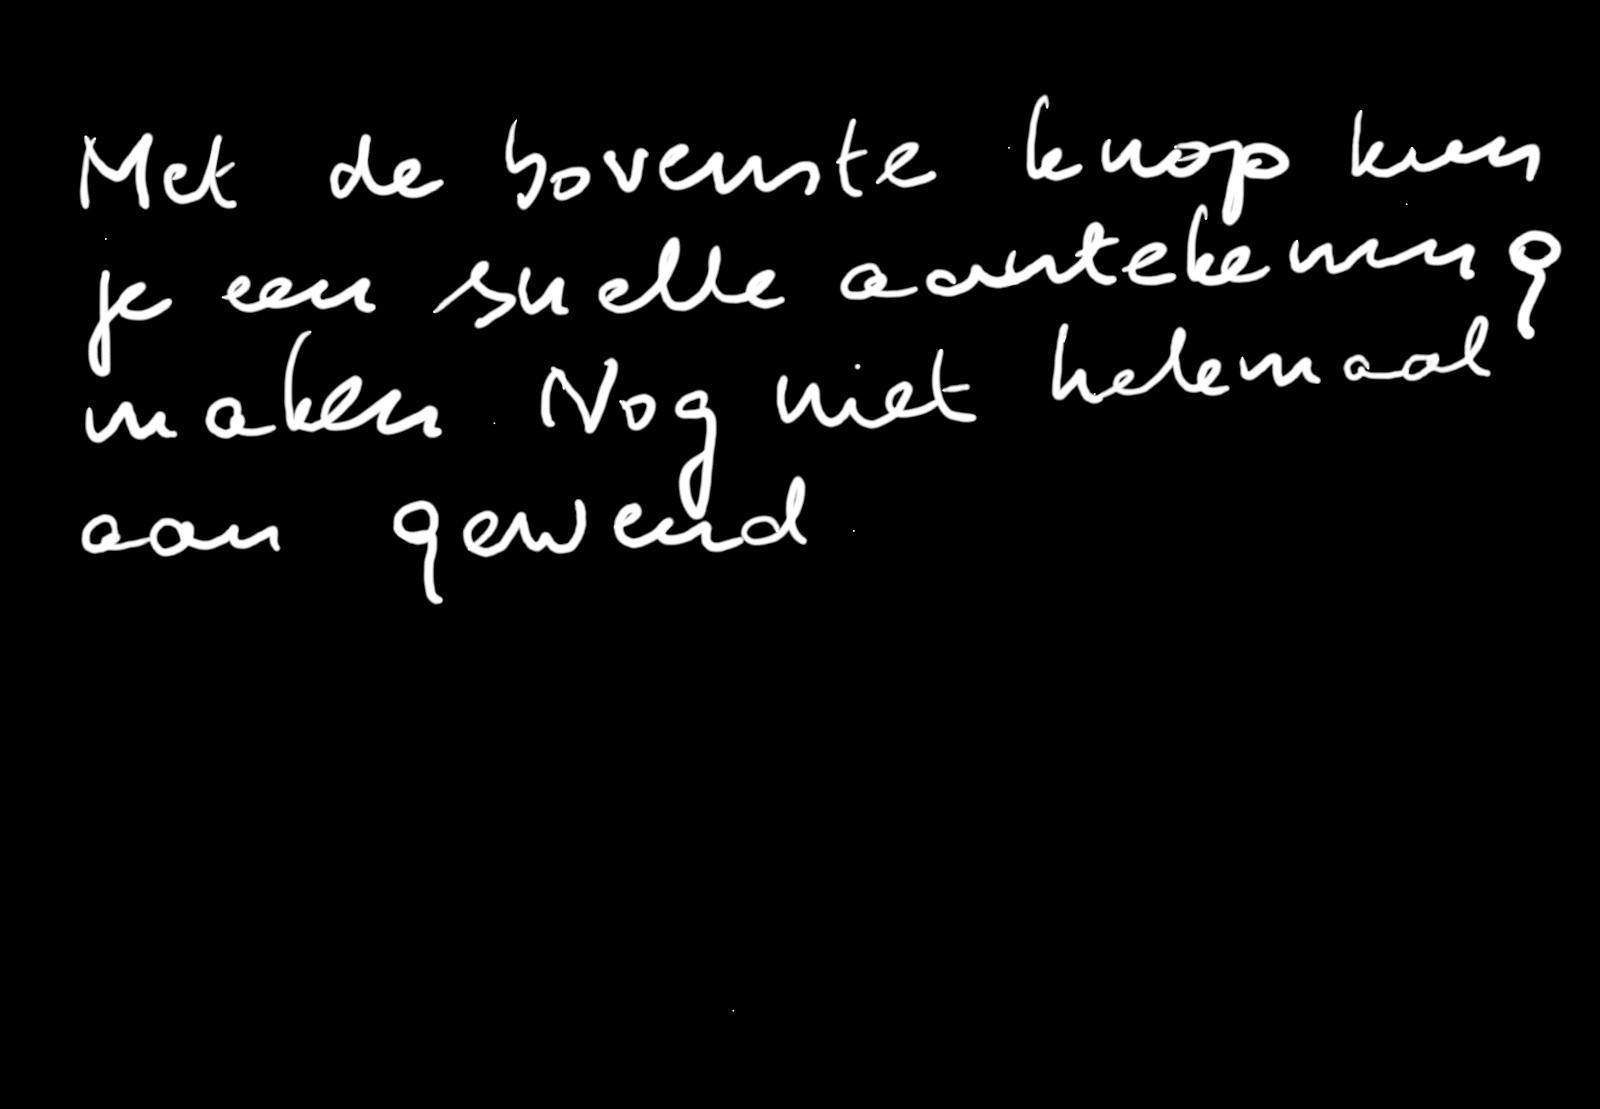 Met de bovenste knop kun
je een snelle aantekening
maken. Nog niet helemaal
aan gewend